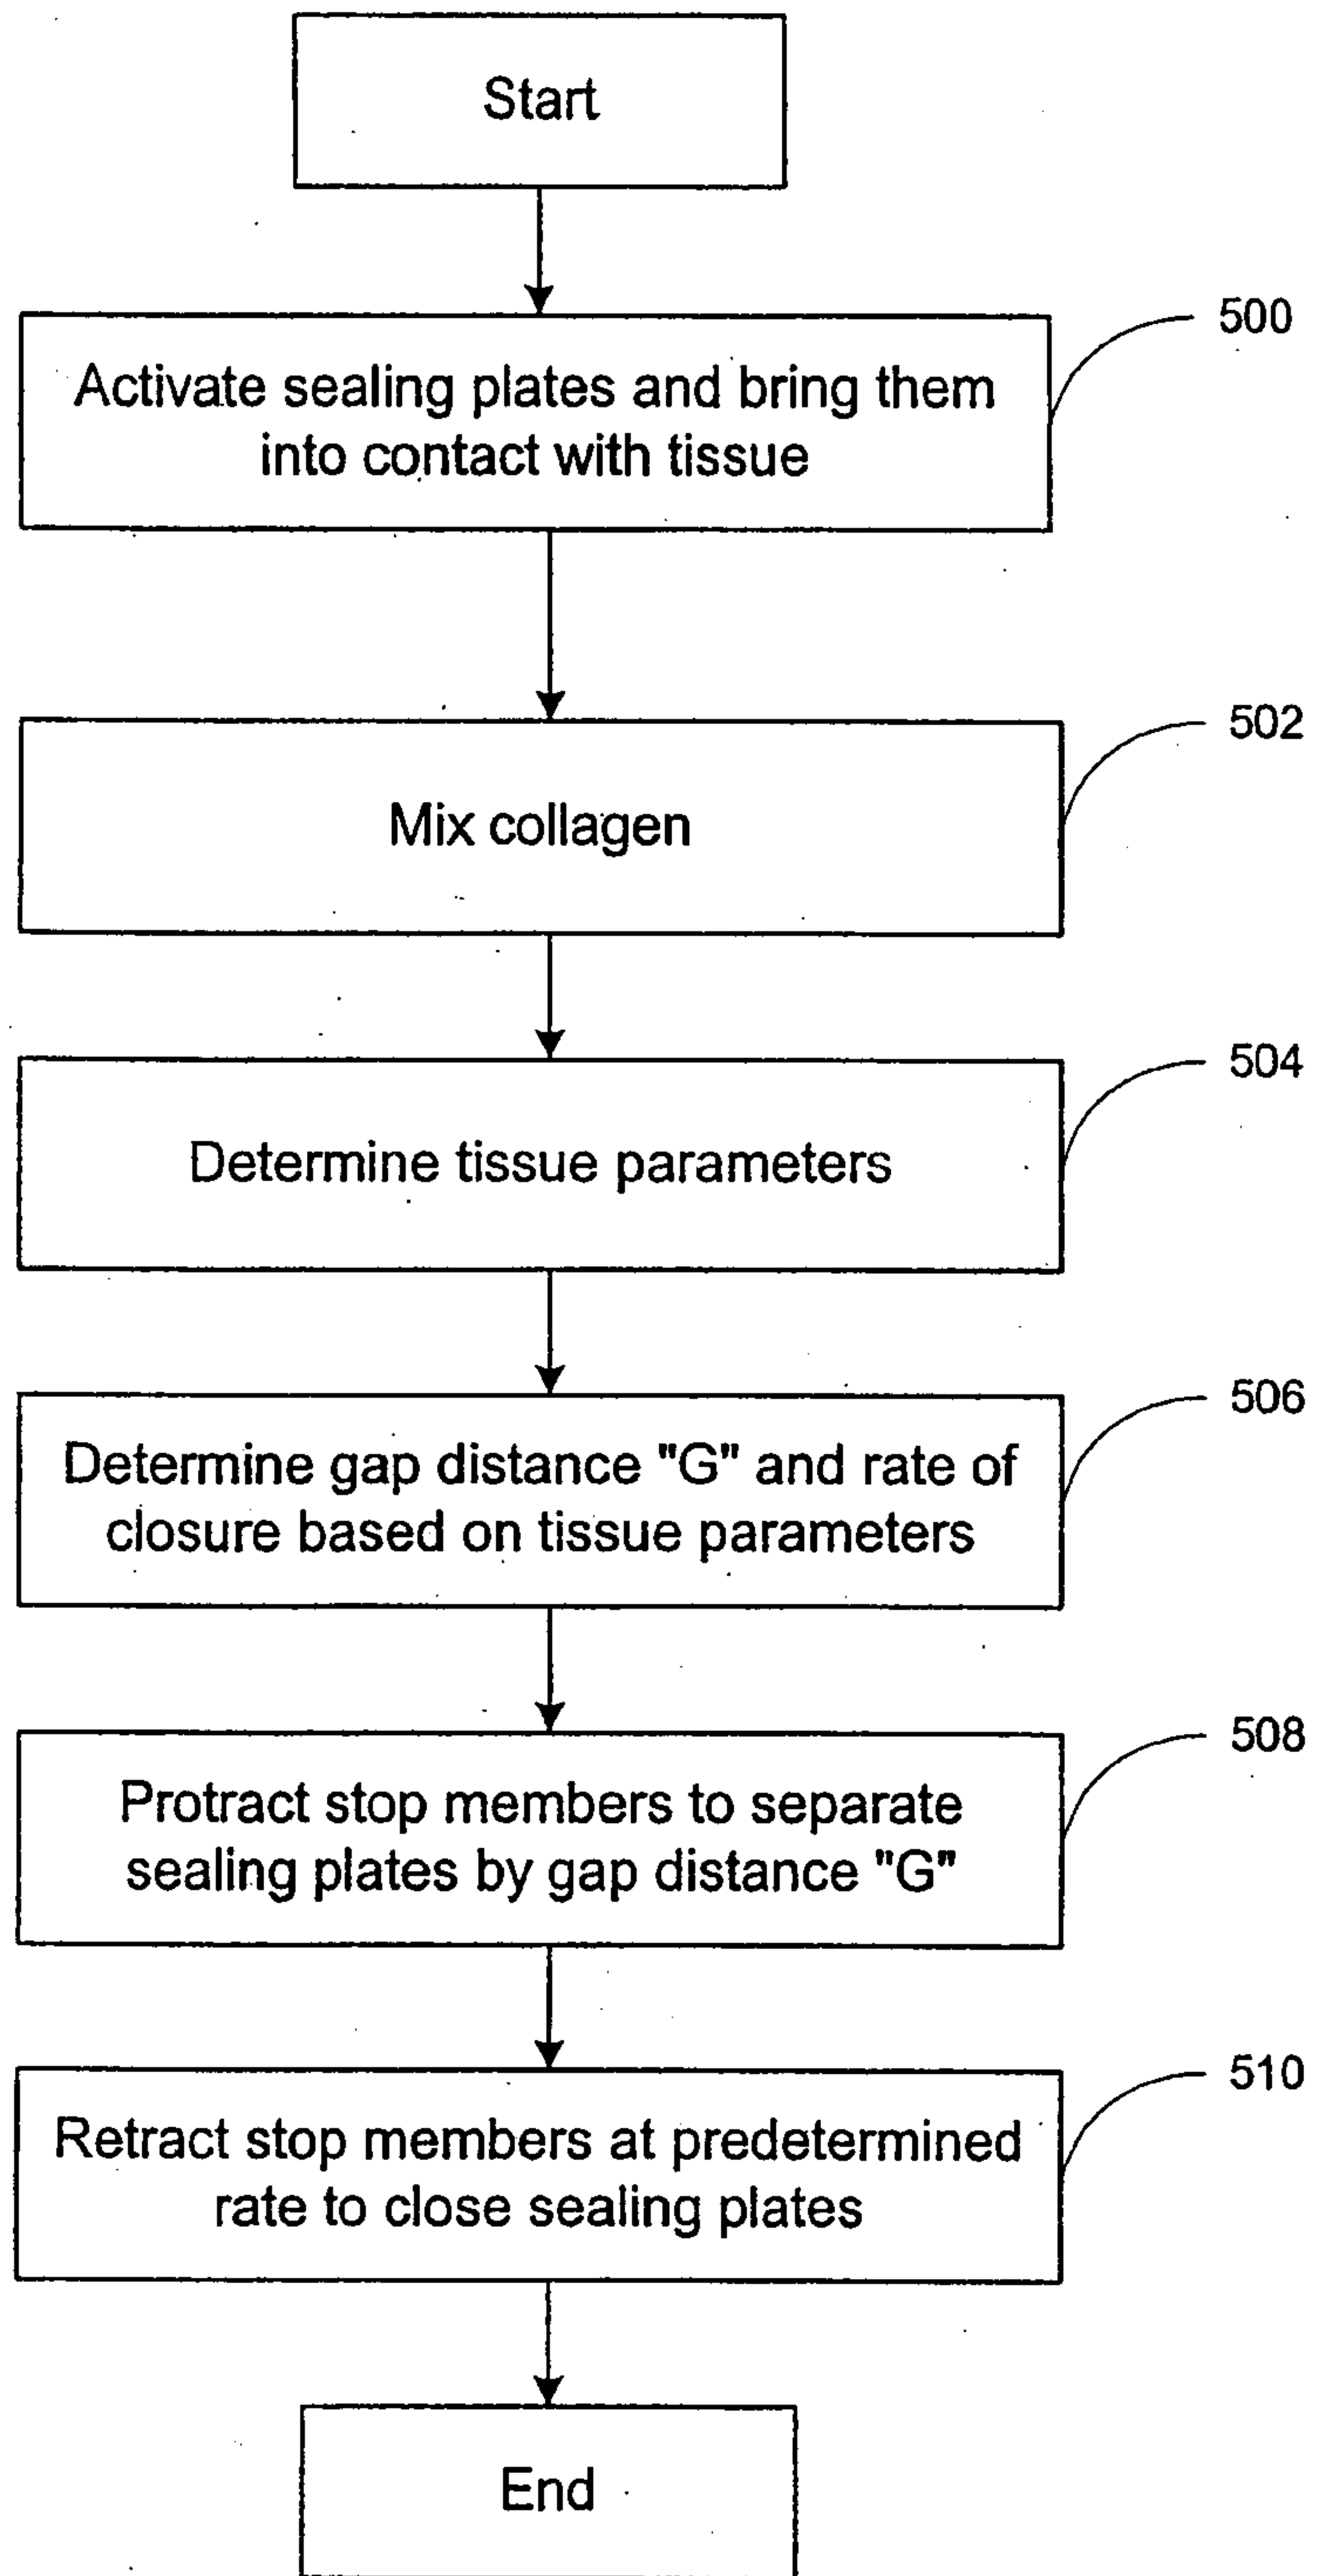 Start
500
Activate sealing plates and bring them
into contact with tissue
502
Mix collagen
504
Determine tissue parameters
506
Determine gap distance "G" and rate of
closure based on tissue parameters
508
Protract stop members to separate
sealing plates by gap distance "G"
510
Retract stop members at predetermined
rate to close sealing plates
End